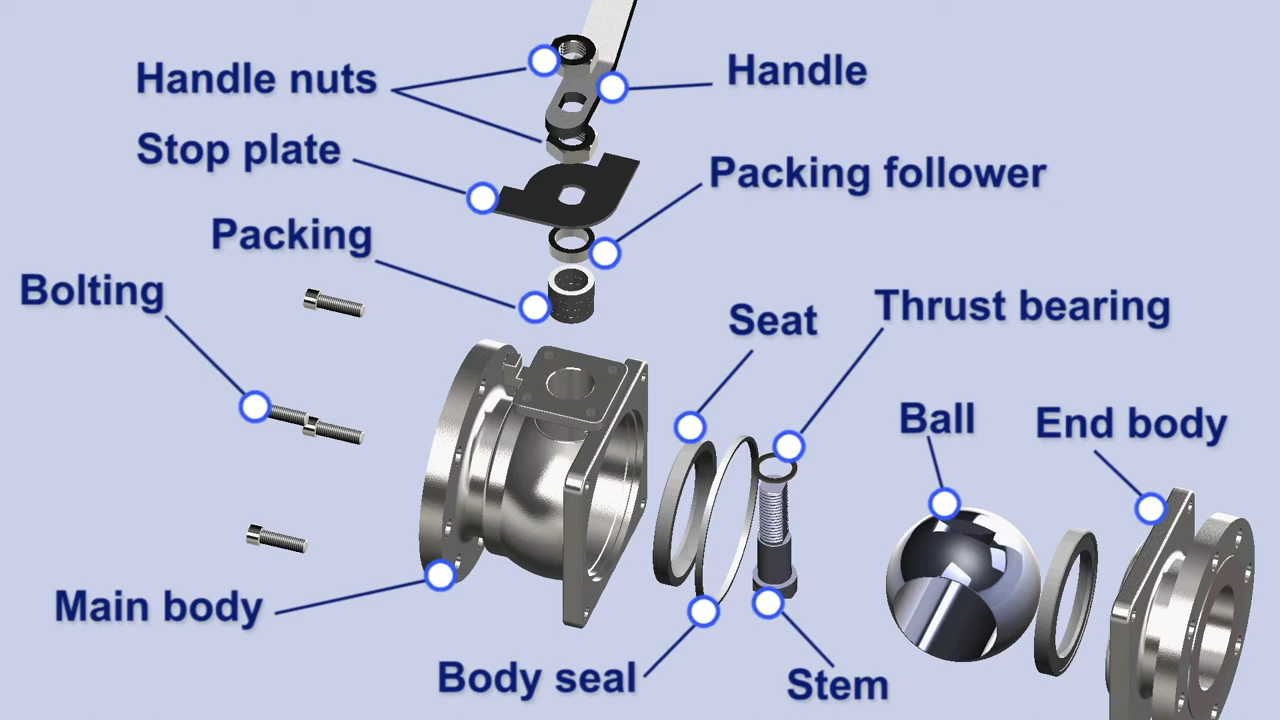 Handle nuts
Handle
Stop plate
Packing follower
Packing
Bolting
Seat
Thrust bearing
Ball
End body
Main body
Body seal
Stem